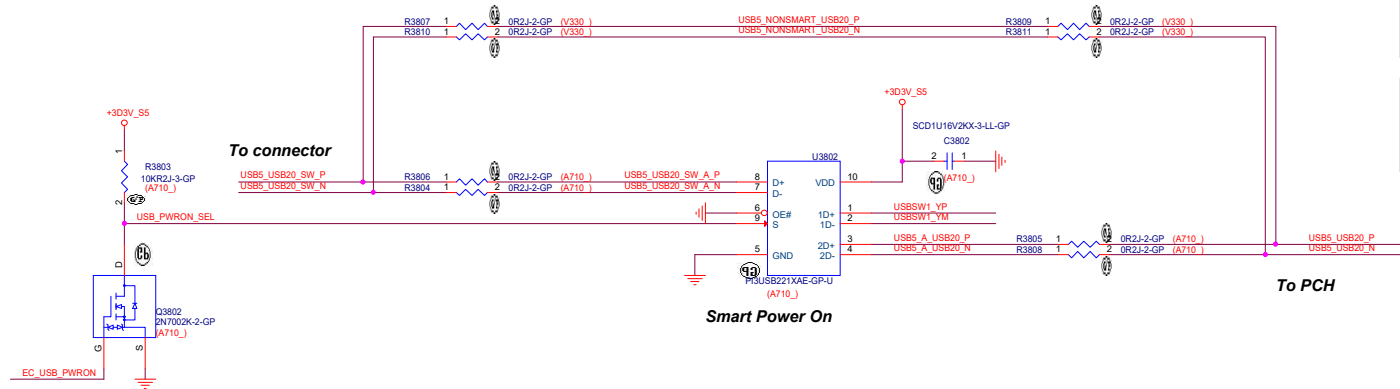 R3807 1 2 0R2J-2-GP (V330_) USB5_NONSMART_USB20_P R3809 1 2 0R2J-2-GP (V330_)
R3810 1 2 0R2J-2-GP (V330_) USB5_NONSMART_USB20_N R3811 1 2 0R2J-2-GP (V330_)
+3D3V_S5
+3D3V_S5
SCD1U16V2KX-3-LL-GP
C3802
2 1
(A710_)
To connector
1
R3803
10KR2J-3-GP
(A710_)
2
U3802
USB5_USB20_SW_P R3806 1 2 0R2J-2-GP (A710_) USB5_USB20_SW_A_P 8 D+ VDD 10
USB5_USB20_SW_N R3804 1 2 0R2J-2-GP (A710_) USB5_USB20_SW_A_N 7 D-
6 OE# 1D+ 1 USBSW1_YP
USB_PWRON_SEL 9 S 1D- 2 USBSW1_YM
2D+ 3 USB5_A_USB20_P R3805 1 2 0R2J-2-GP (A710_) USB5_USB20_P
5 GND 2D- 4 USB5_A_USB20_N R3808 1 2 0R2J-2-GP (A710_) USB5_USB20_N
PI3USB221XAE-GP-U
(A710_)
To PCH
Smart Power On
D
Q3802
2N7002K-2-GP
(A710_)
G S
EC_USB_PWRON